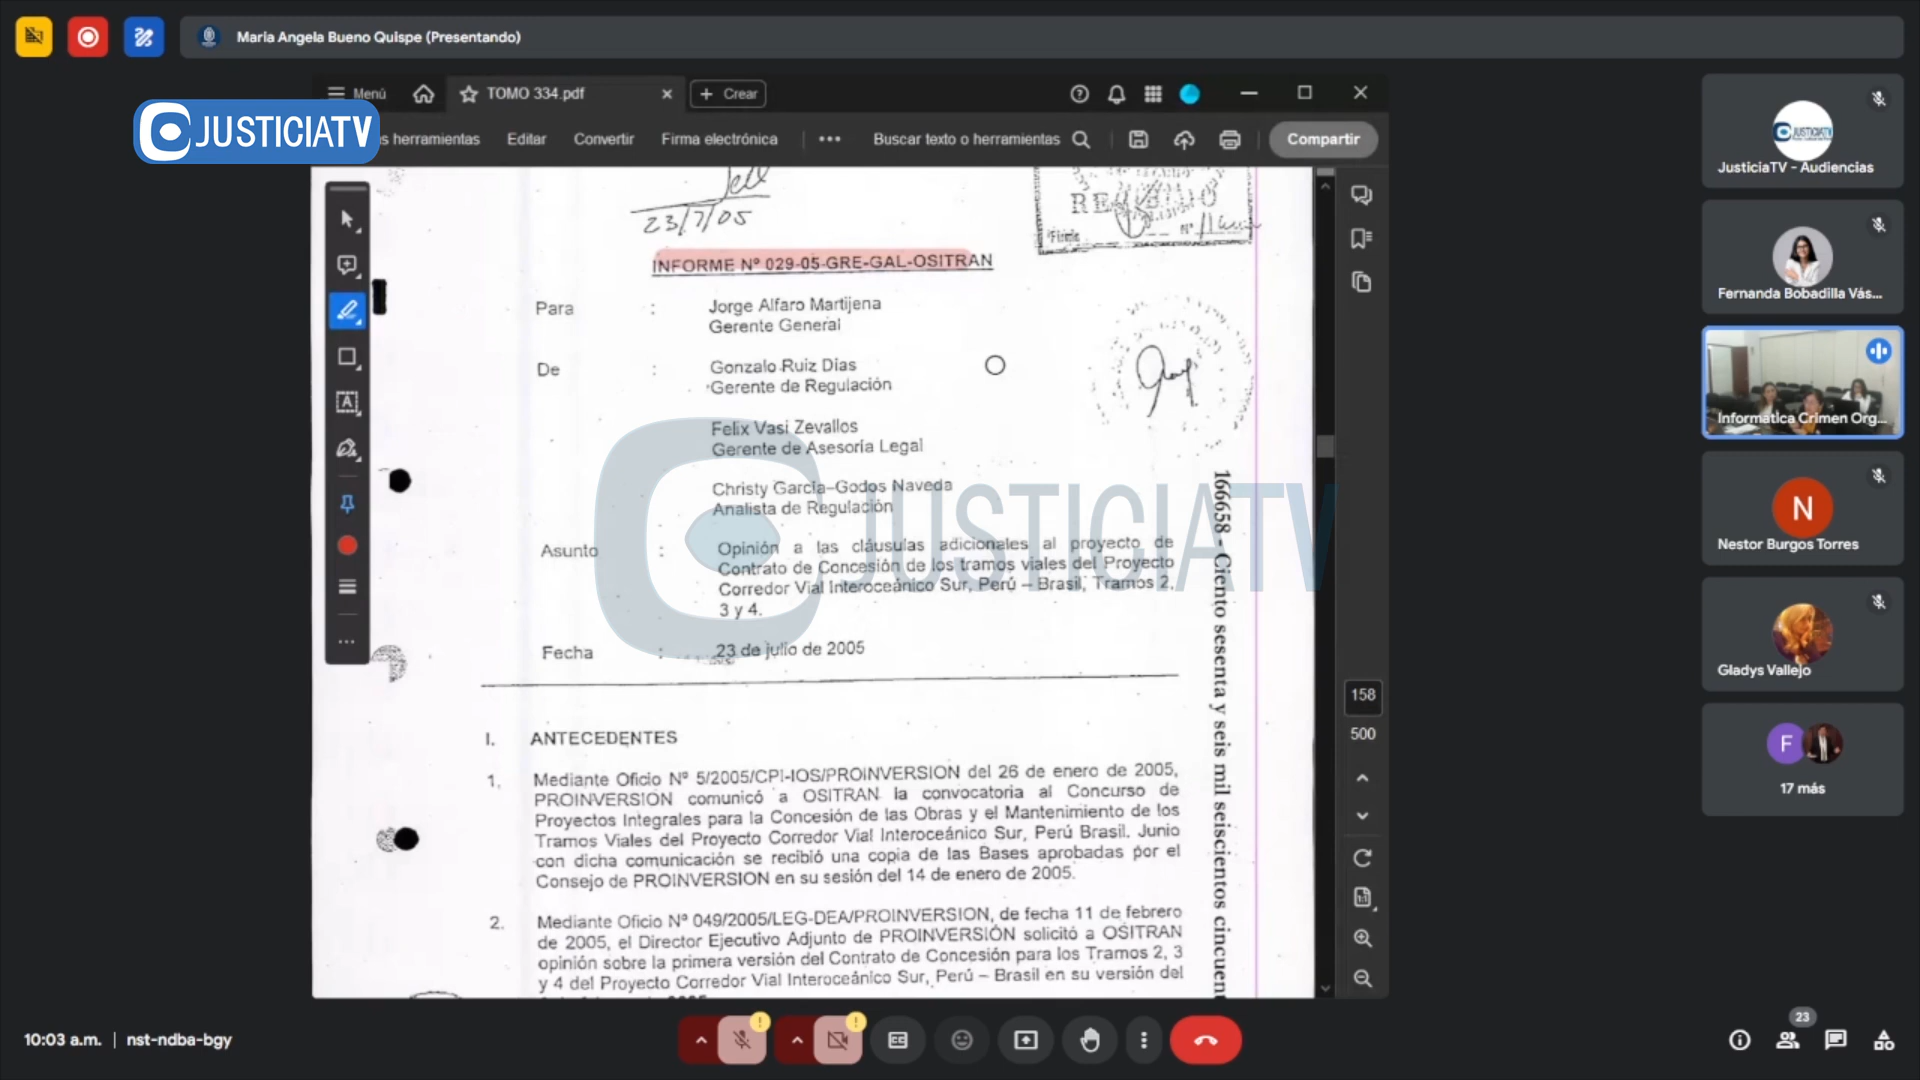 Maria Angela Bueno Quispe (Presentando)
Menú
TOMO 334.pdf
Crear
JUSTICIATV
s herramientas
Editar
Convertir
Firma electrónica
Buscar texto o herramientas
Compartir
23/7/05
INFORME Nº 029-05-GRE-GAL-OSITRAN
Para : Jorge Alfaro Martijena
Gerente General
De : Gonzalo Ruiz Días
Gerente de Regulación
Felix Vasi Zevallos
Gerente de Asesoría Legal
Christy García–Godos Naveda
Analista de Regulación
Asunto : Opinión a las cláusulas adicionales al proyecto de
Contrato de Concesión de los tramos viales del Proyecto
Corredor Vial Interoceánico Sur, Perú – Brasil, Tramos 2,
3 y 4.
Fecha : 23 de julio de 2005
I. ANTECEDENTES
1. Mediante Oficio Nº 5/2005/CPI-IOS/PROINVERSION del 26 de enero de 2005,
PROINVERSIÓN comunicó a OSITRAN la convocatoria al Concurso de
Proyectos Integrales para la Concesión de las Obras y el Mantenimiento de los
Tramos Viales del Proyecto Corredor Vial Interoceánico Sur, Perú Brasil. Junio
con dicha comunicación se recibió una copia de las Bases aprobadas por el
Consejo de PROINVERSION en su sesión del 14 de enero de 2005.
2. Mediante Oficio Nº 049/2005/LEG-DEA/PROINVERSION, de fecha 11 de febrero
de 2005, el Director Ejecutivo Adjunto de PROINVERSIÓN solicitó a OSITRAN
opinión sobre la primera versión del Contrato de Concesión para los Tramos 2, 3
y 4 del Proyecto Corredor Vial Interoceánico Sur, Perú – Brasil en su versión del
166658 - Ciento sesenta y seis mil seiscientos cincuent
JUSTICIATV
158
500
JUSTICIATV
JusticiaTV - Audiencias
Fernanda Bobadilla Vás...
Informatica Crimen Org...
N
Nestor Burgos Torres
Gladys Vallejo
F
17 más
10:03 a.m. | nst-ndba-bgy
23